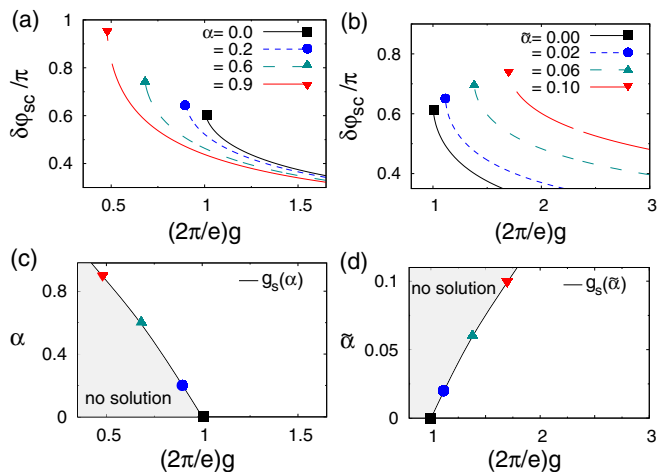 (a)
1
0.8
0.6
0.4
δφsc/π
α= 0.0
= 0.2
= 0.6
= 0.9
0.5
1
1.5
(2π/e)g
(b)
0.8
0.6
0.4
δφsc/π
α̃= 0.00
= 0.02
= 0.06
= 0.10
1
2
3
(2π/e)g
(c)
0.8
0.4
0
α
gs(α)
no solution
0.5
1
1.5
(2π/e)g
(d)
0.1
0.05
0
α̃
no solution
gs(α̃)
1
2
3
(2π/e)g